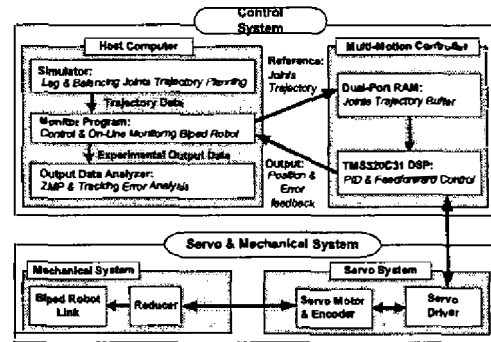 Control
System
Host Computer
Multi-Motion Controller
Simulator:
Leg & Balancing Joints Trajectory Planning
Trajectory Data
Monitor Program:
Control & On-Line Monitoring Biped Robot
Experimental Output Data
Output Data Analyzer:
ZMP & Tracking Error Analysis
Reference:
Joints
Trajectory
Output:
Position &
Error
feedback
Dual-Port RAM:
Joints Trajectory Buffer
TMS320C31 DSP:
PID & Feedforward Control
Servo & Mechanical System
Mechanical System
Servo System
Biped Robot
Link
Reducer
Servo Motor
& Encoder
Servo
Driver